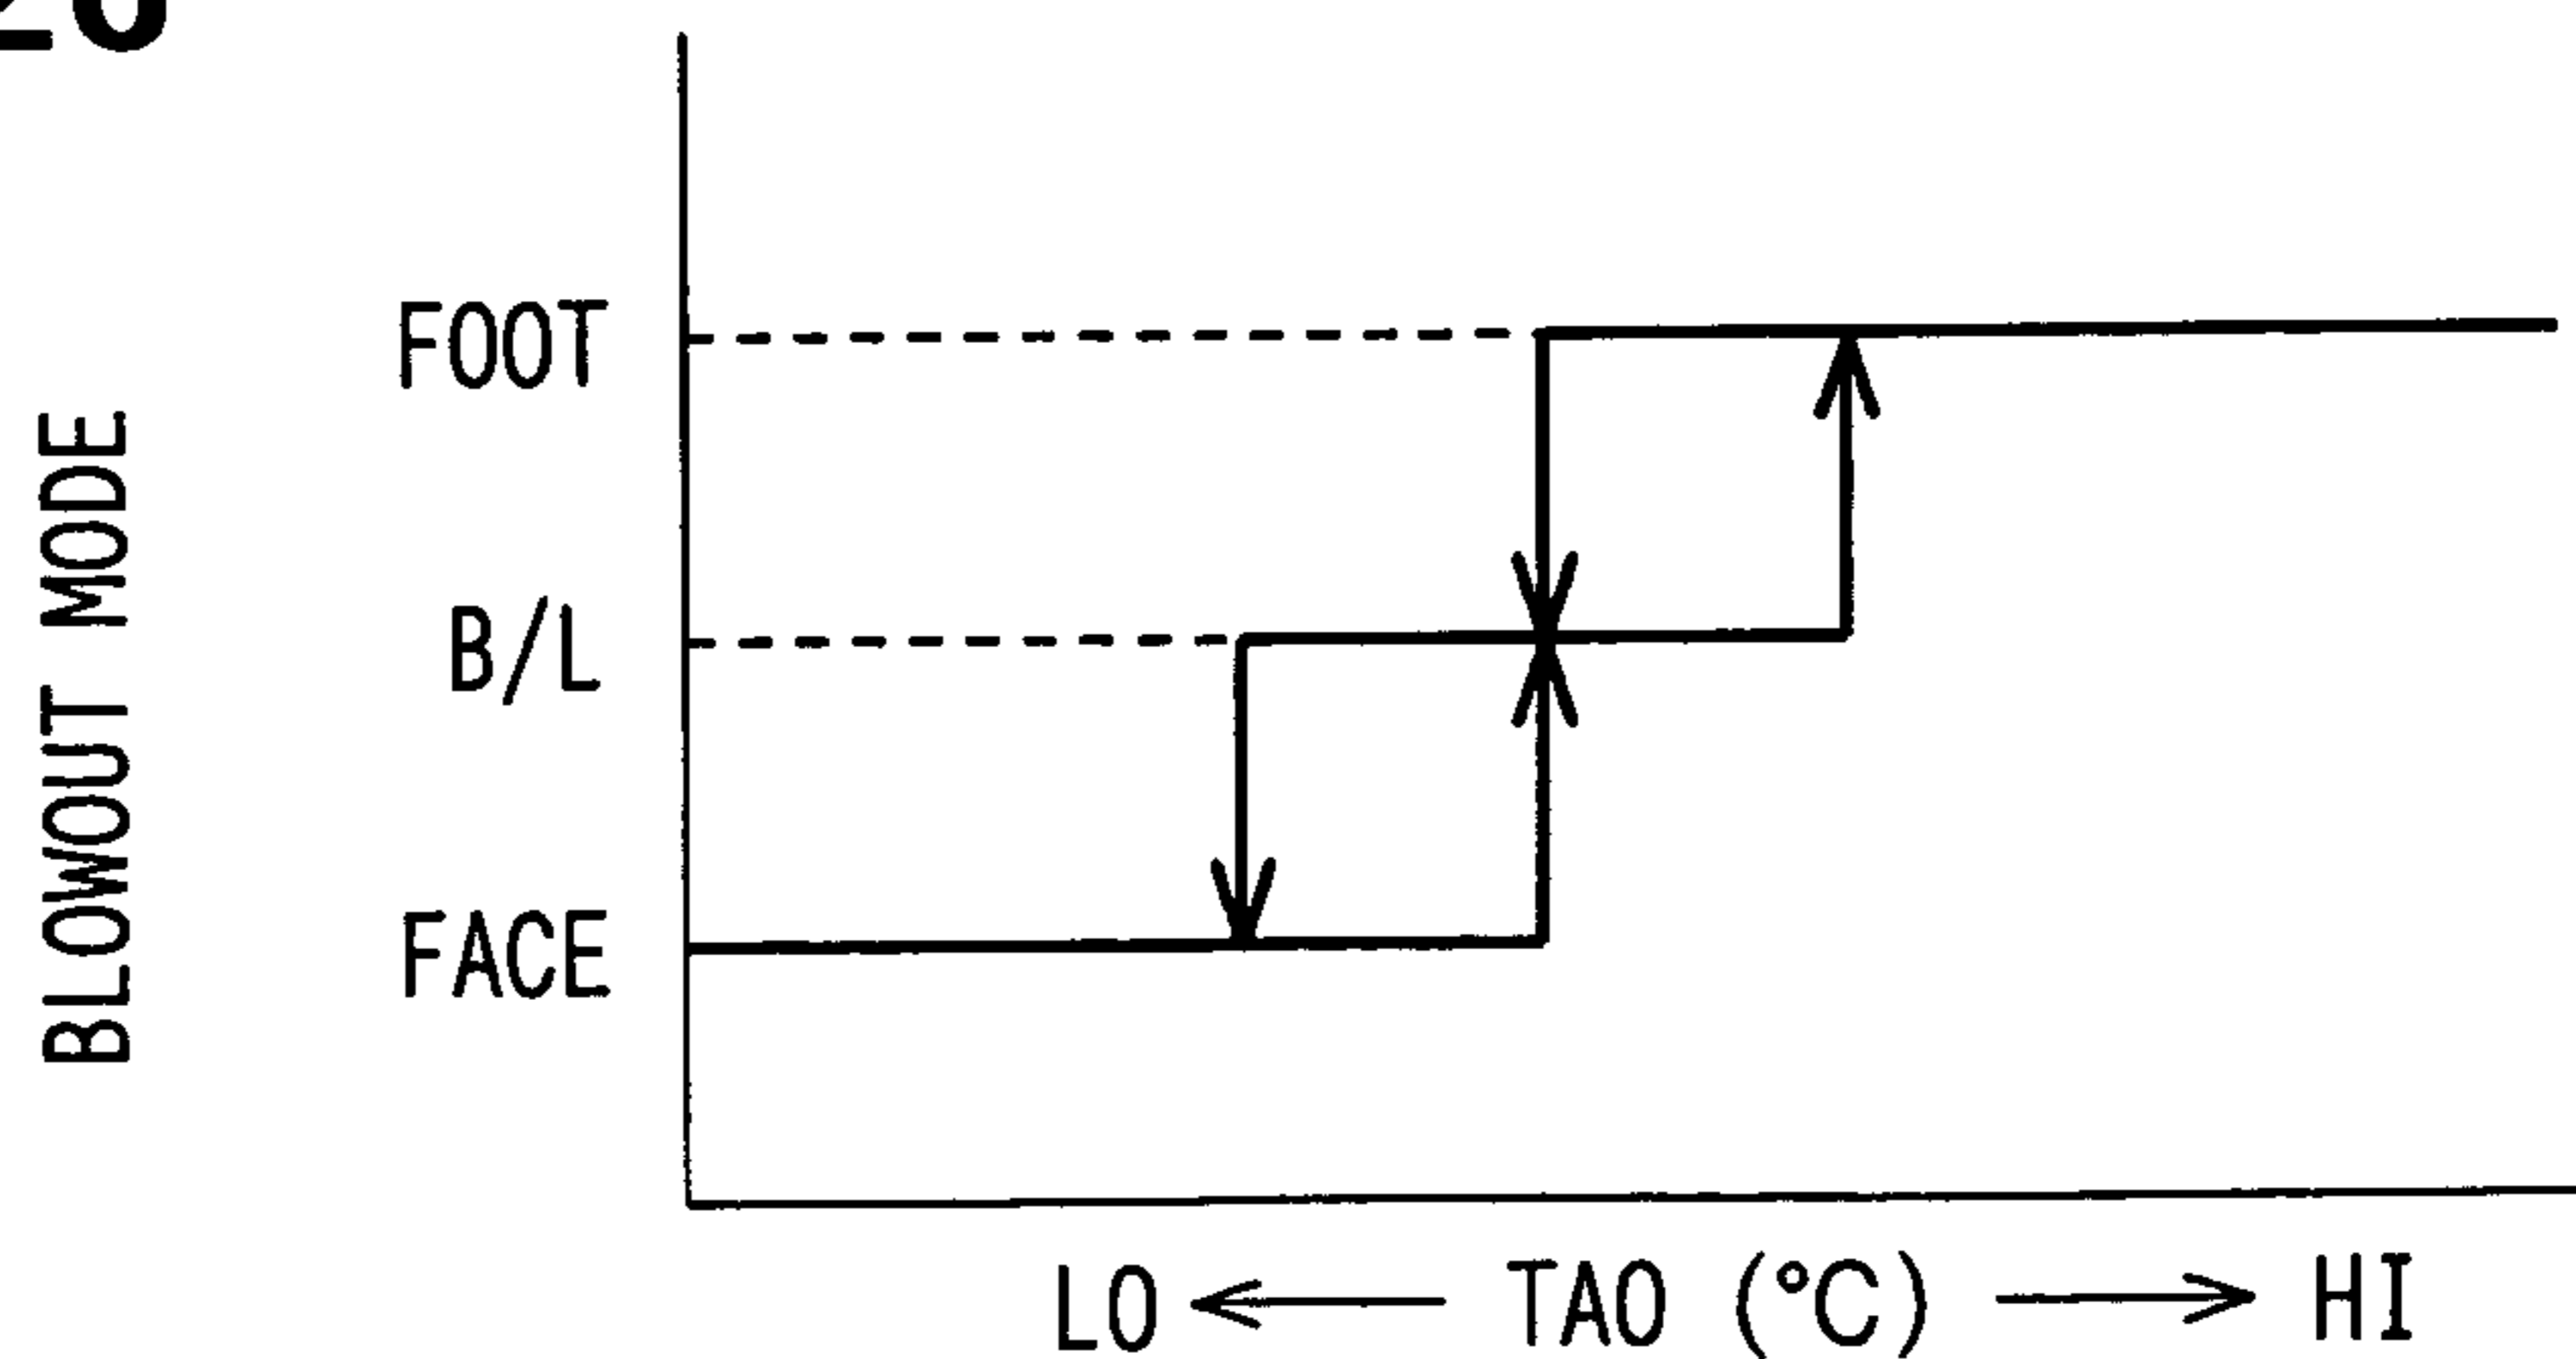 FOOT
B/L
FACE
BLOWOUT MODE
LO ← TAO (°C) → HI